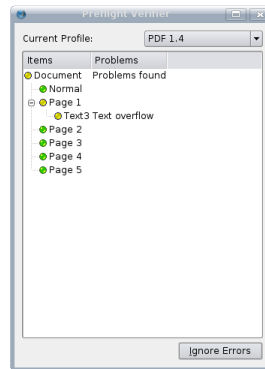 Preflight Verifier
Current Profile: PDF 1.4
Items Problems
Document Problems found
Normal
Page 1
Text3 Text overflow
Page 2
Page 3
Page 4
Page 5
Ignore Errors